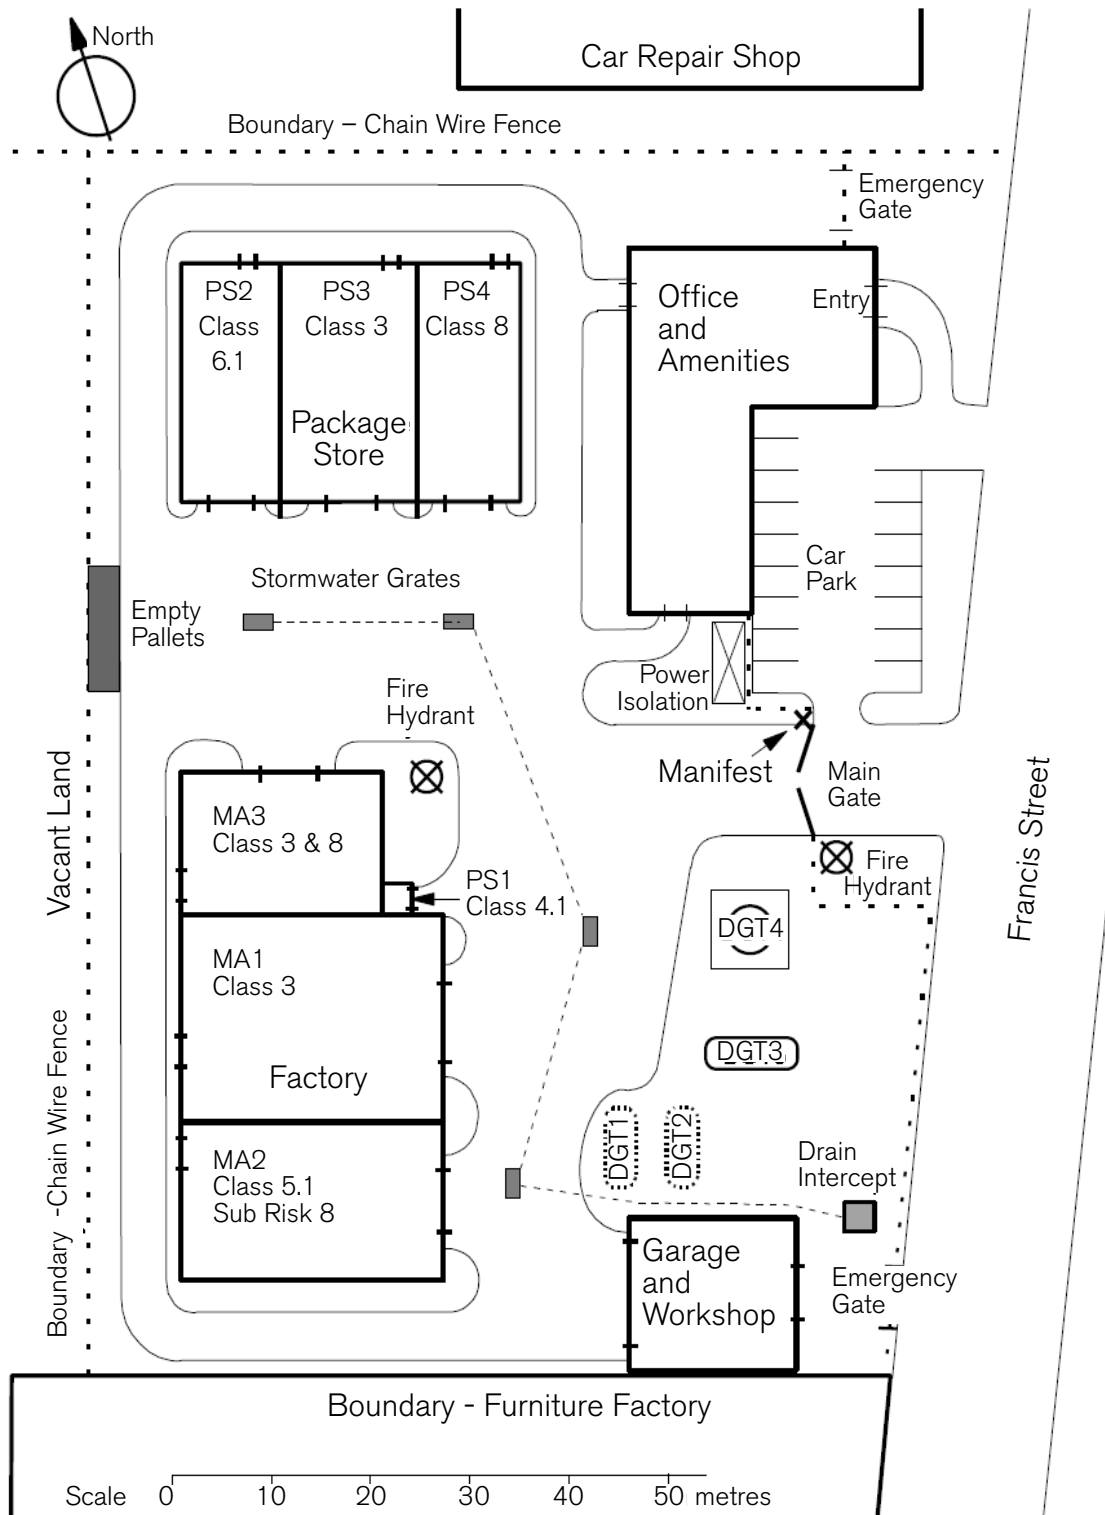 North
Car Repair Shop
Boundary – Chain Wire Fence
Emergency
Gate
PS2
Class
6.1
PS3
Class 3
PS4
Class 8
Package
Store
Office
and
Amenities
Entry
Car
Park
Stormwater Grates
Empty
Pallets
Power
Isolation
Fire
Hydrant
Manifest
Main
Gate
Vacant Land
MA3
Class 3 & 8
PS1
Class 4.1
Fire
Hydrant
Francis Street
DGT4
MA1
Class 3
Factory
DGT3
DGT1
DGT2
Boundary - Chain Wire Fence
MA2
Class 5.1
Sub Risk 8
Drain
Intercept
Garage
and
Workshop
Emergency
Gate
Boundary - Furniture Factory
Scale 0 10 20 30 40 50 metres